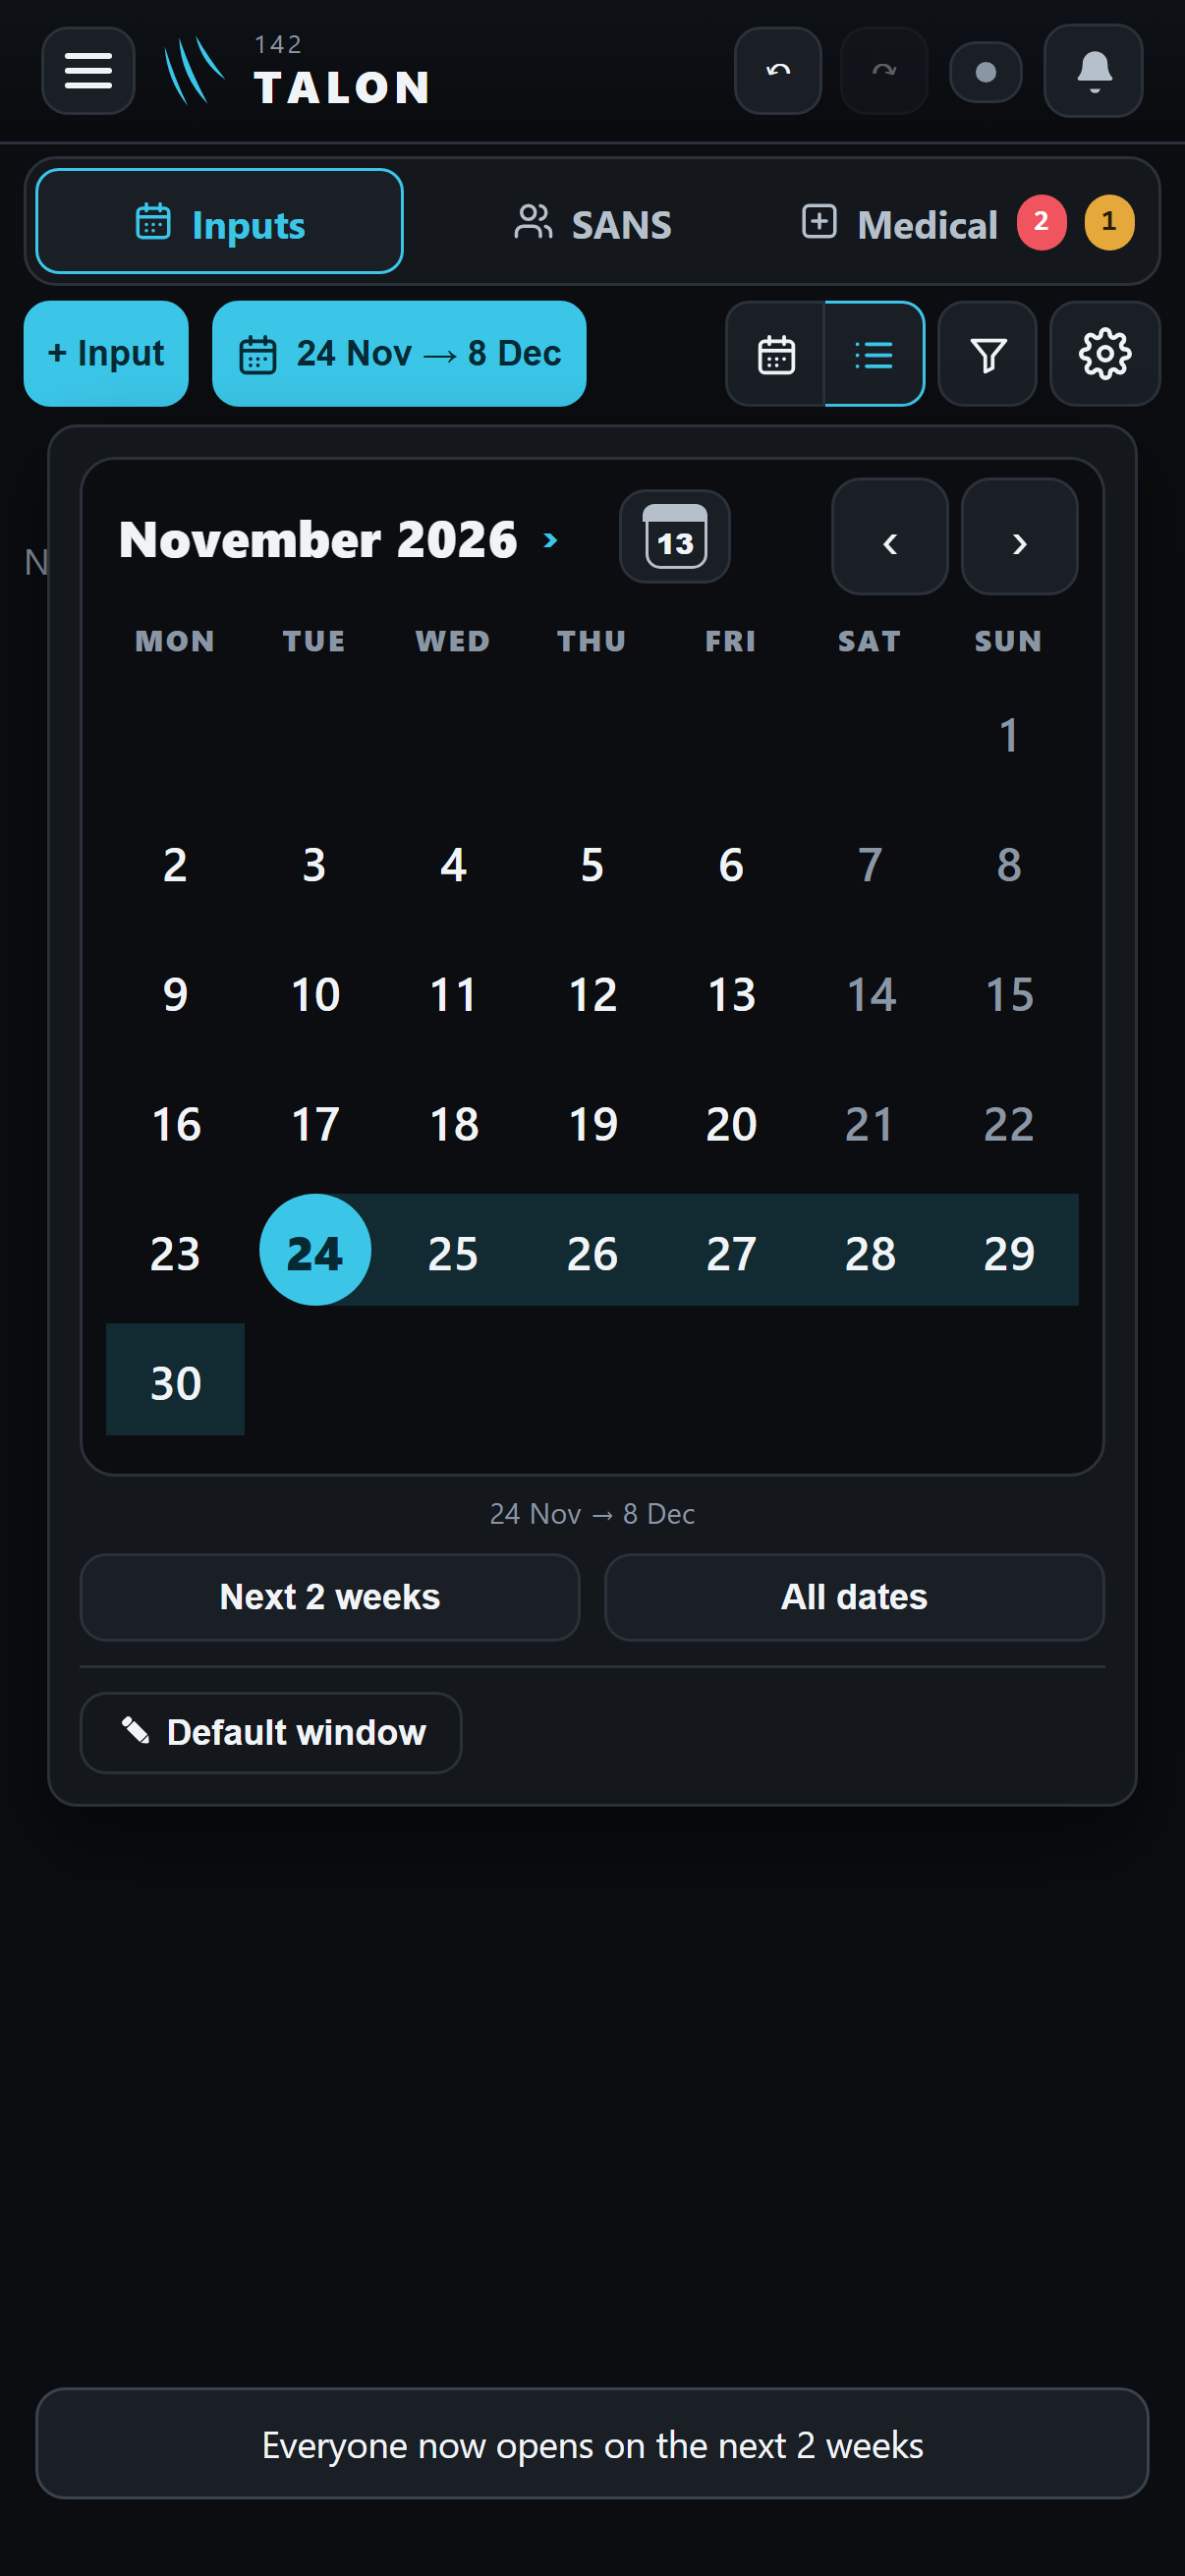 142
TALON
Inputs
SANS
Medical 2 1
+ Input
24 Nov → 8 Dec
N
November 2026 ›
13
‹ ›
MON TUE WED THU FRI SAT SUN
1
2 3 4 5 6 7 8
9 10 11 12 13 14 15
16 17 18 19 20 21 22
23 24 25 26 27 28 29
30
24 Nov → 8 Dec
Next 2 weeks
All dates
Default window
Everyone now opens on the next 2 weeks